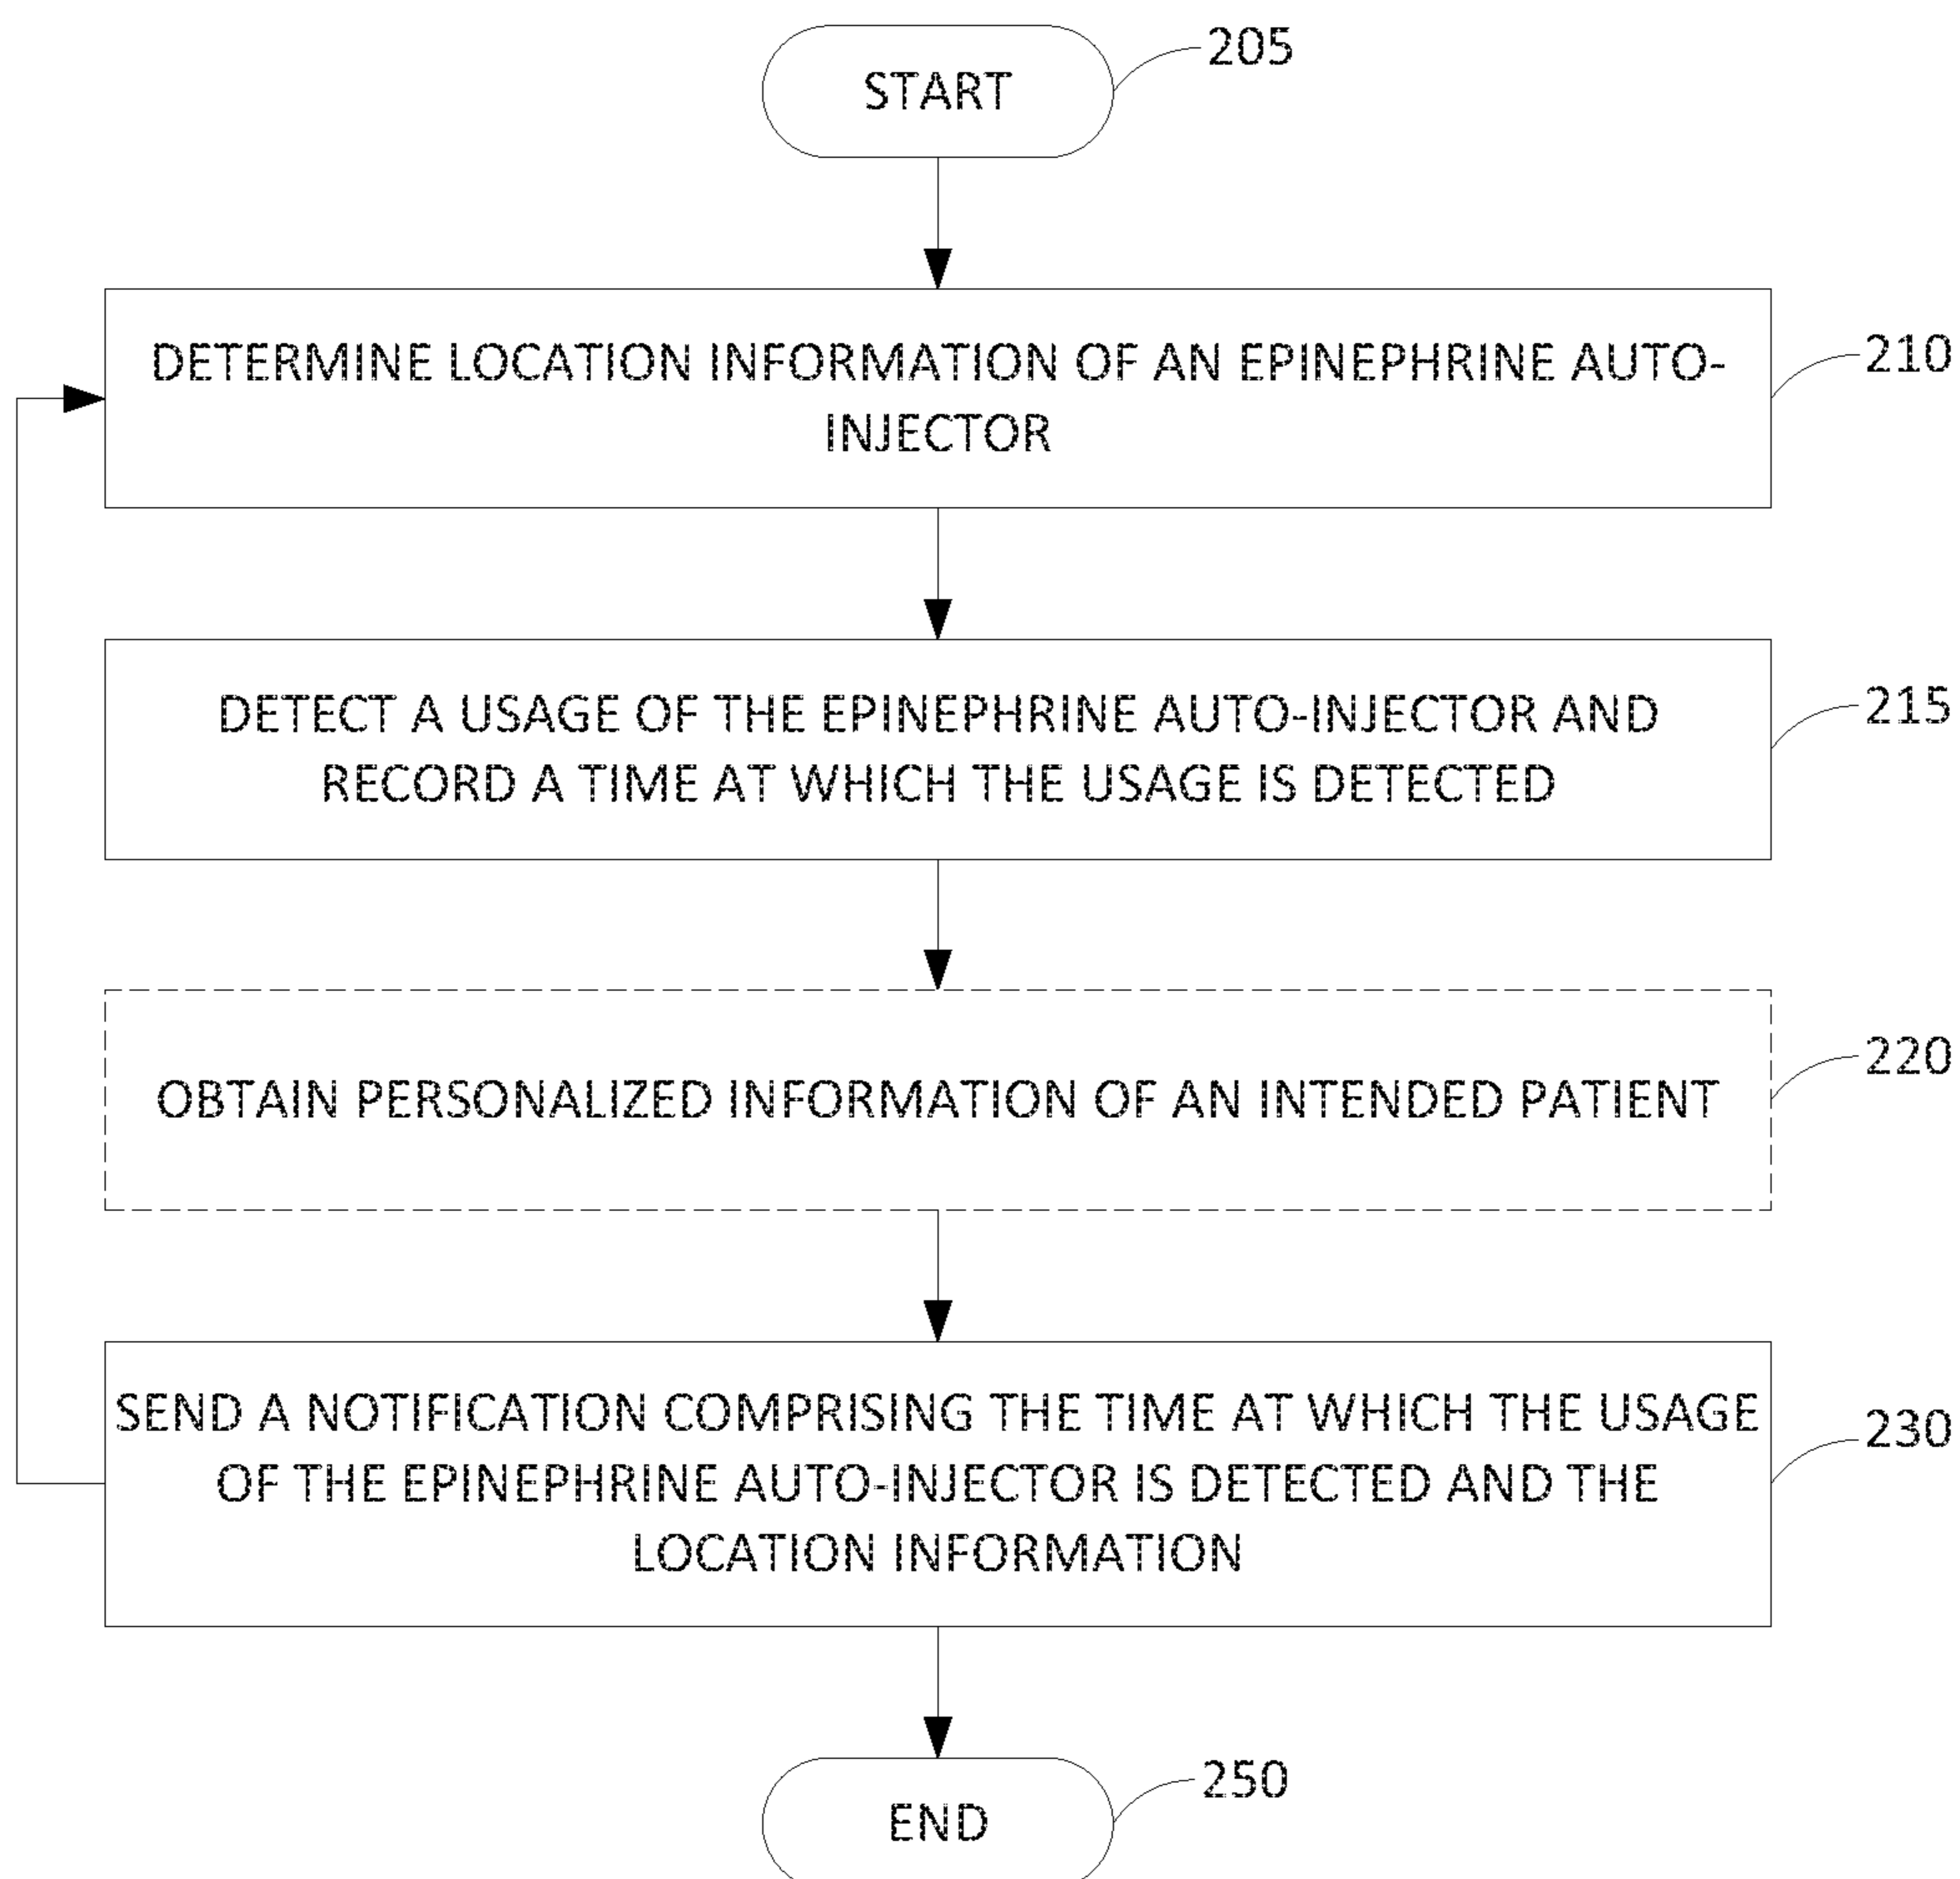 START
205
DETERMINE LOCATION INFORMATION OF AN EPINEPHRINE AUTO-
INJECTOR
210
DETECT A USAGE OF THE EPINEPHRINE AUTO-INJECTOR AND
RECORD A TIME AT WHICH THE USAGE IS DETECTED
215
OBTAIN PERSONALIZED INFORMATION OF AN INTENDED PATIENT
220
SEND A NOTIFICATION COMPRISING THE TIME AT WHICH THE USAGE
OF THE EPINEPHRINE AUTO-INJECTOR IS DETECTED AND THE
LOCATION INFORMATION
230
END
250